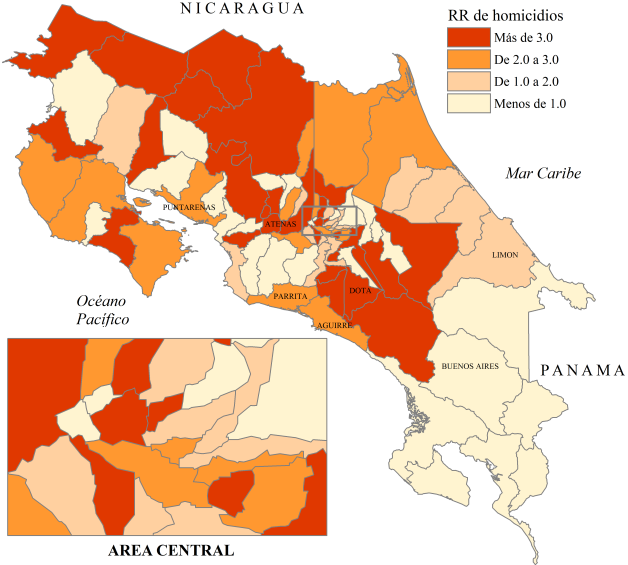 NICARAGUA
RR de homicidios
Más de 3.0
De 2.0 a 3.0
De 1.0 a 2.0
Menos de 1.0
Mar Caribe
PUNTARENAS
ATENAS
LIMON
Océano
Pacífico
PARRITA
DOTA
AGUIRRE
BUENOS AIRES
PANAMA
AREA CENTRAL